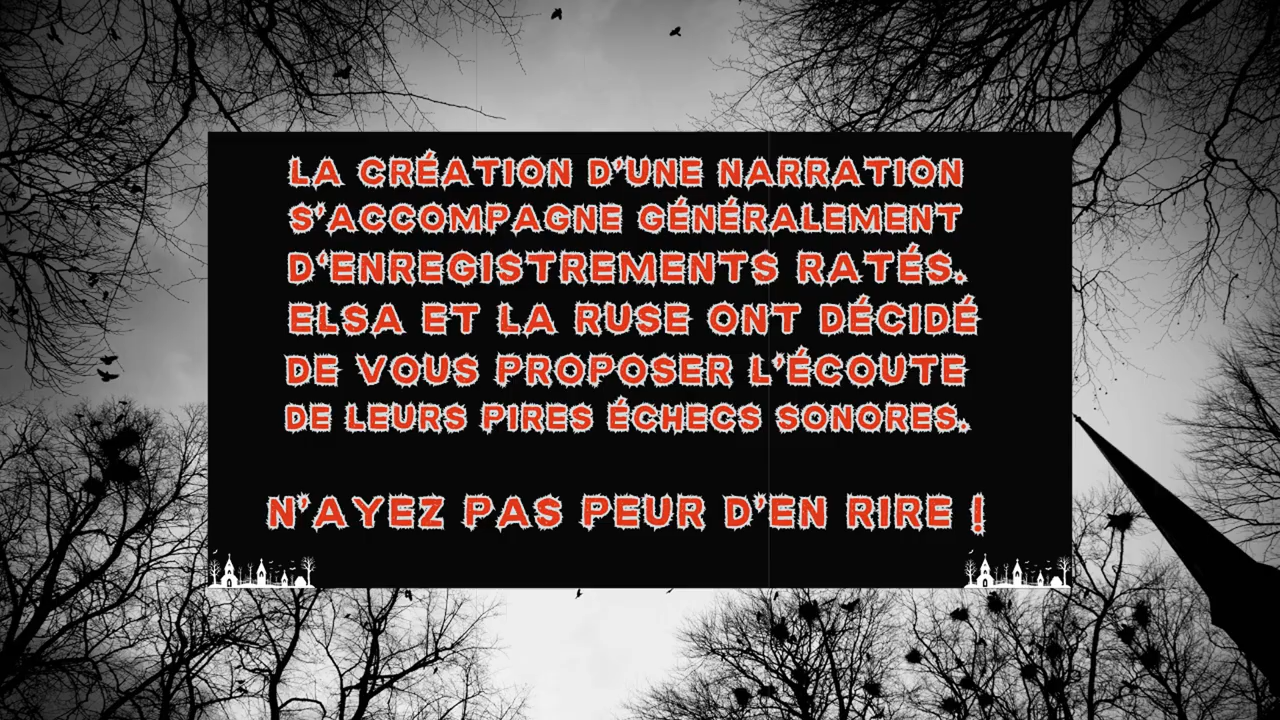 LA CRÉATION D'UNE NARRATION
S'ACCOMPAGNE GÉNÉRALEMENT
D'ENREGISTREMENTS RATÉS.
ELSA ET LA RUSE ONT DÉCIDÉ
DE VOUS PROPOSER L'ÉCOUTE
DE LEURS PIRES ÉCHECS SONORES.
N'AYEZ PAS PEUR D'EN RIRE !